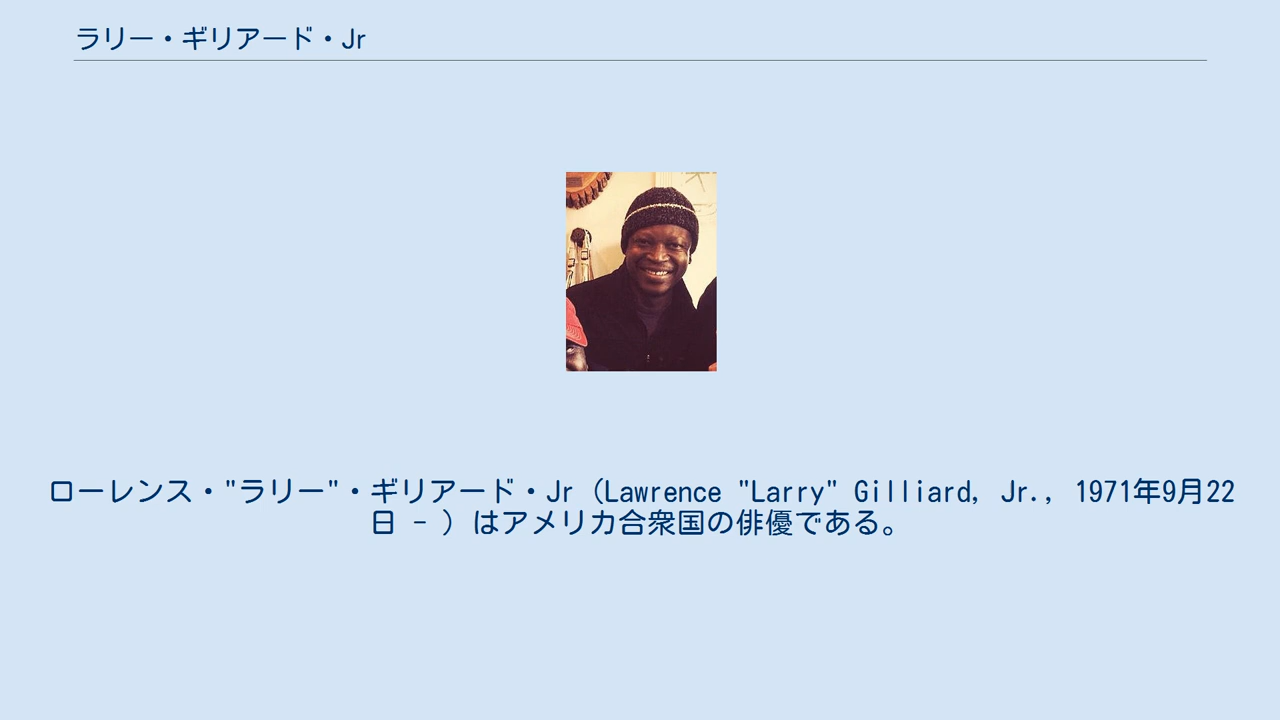 ラリー・ギリアード・Jr
ローレンス・"ラリー"・ギリアード・Jr（Lawrence "Larry" Gilliard, Jr., 1971年9月22
日 - ）はアメリカ合衆国の俳優である。